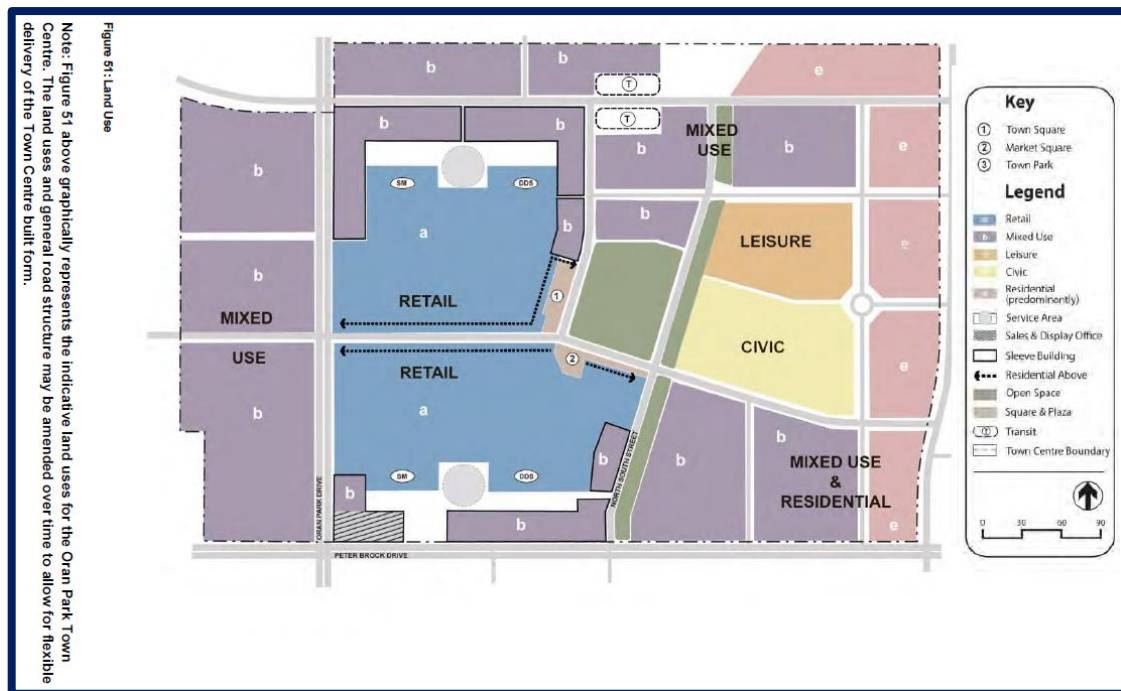 Figure 51: Land Use
Note: Figure 51 above graphically represents the indicative land uses for the Oran Park Town
Centre. The land uses and general road structure may be amended over time to allow for flexible
delivery of the Town Centre built form.
b
b
e
T
T
b
b
b
MIXED
USE
b
b
e
b
SM
DDS
a
b
b
LEISURE
e
b
RETAIL
1
MIXED
USE
CIVIC
2
RETAIL
e
b
a
b
b
b
MIXED USE
&
RESIDENTIAL
SM
DDS
b
b
e
ORAN PARK DRIVE
NORTH SOUTH STREET
PETER BROCK DRIVE
Key
1 Town Square
2 Market Square
3 Town Park
Legend
a Retail
b Mixed Use
Leisure
Civic
Residential
(predominantly)
Service Area
Sales & Display Office
Sleeve Building
Residential Above
Open Space
Square & Plaza
T Transit
Town Centre Boundary
0 30 60 90